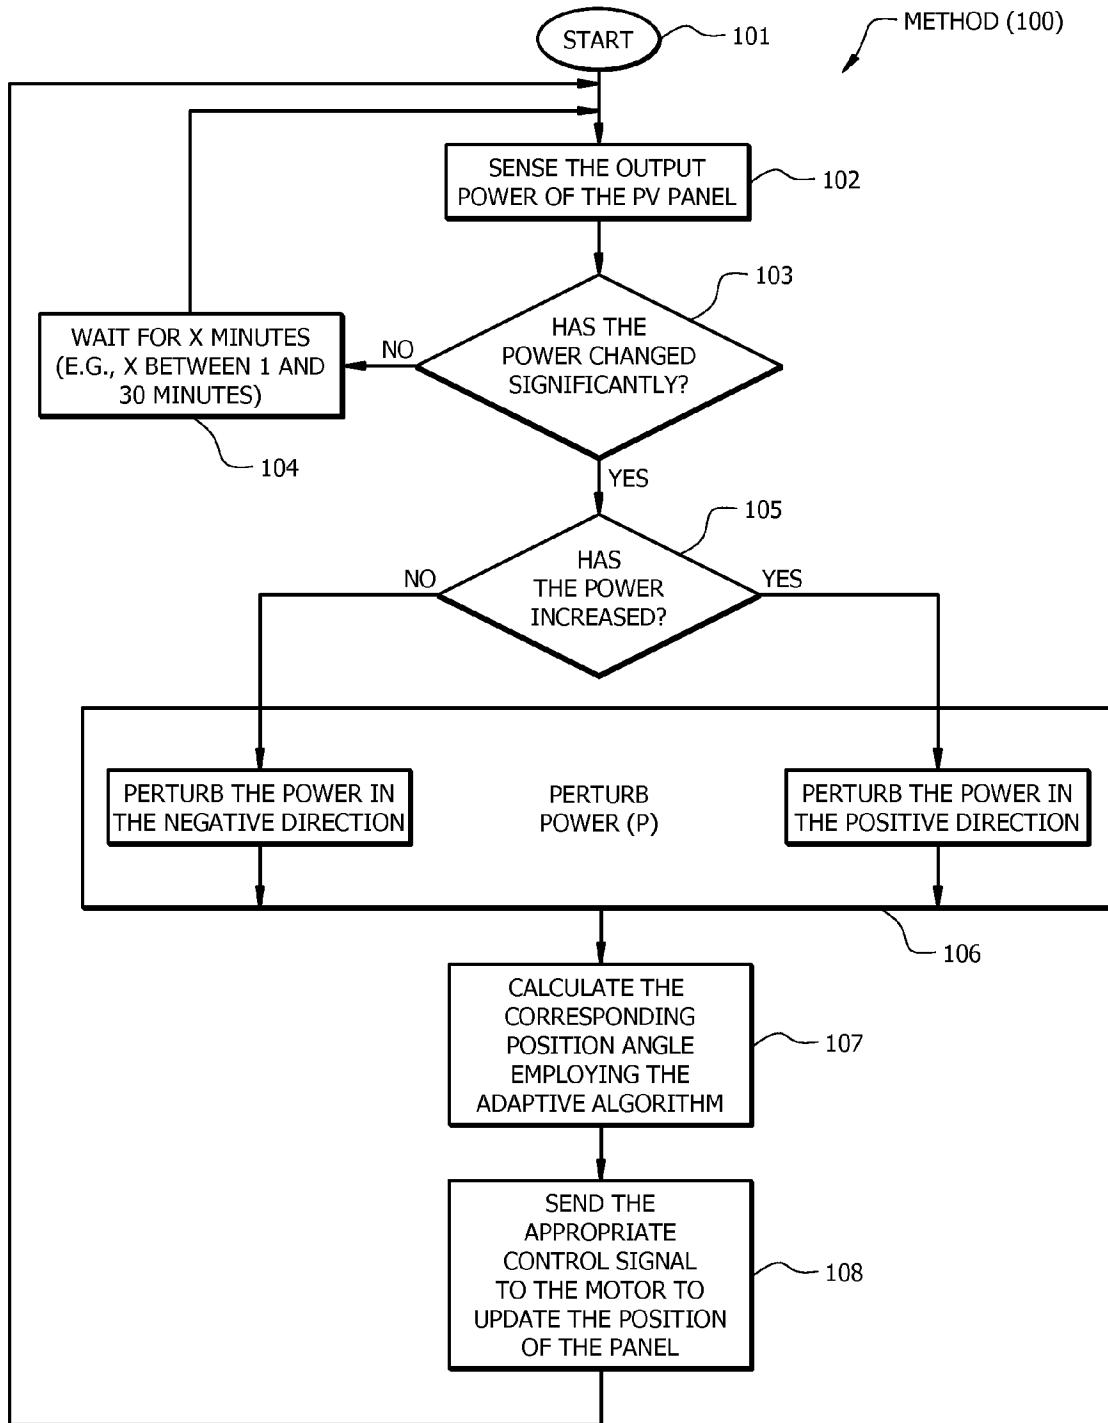 METHOD (100)
START
101
SENSE THE OUTPUT
POWER OF THE PV PANEL
102
HAS THE
POWER CHANGED
SIGNIFICANTLY?
103
NO
WAIT FOR X MINUTES
(E.G., X BETWEEN 1 AND
30 MINUTES)
104
YES
HAS
THE POWER
INCREASED?
105
NO
YES
PERTURB THE POWER IN
THE NEGATIVE DIRECTION
PERTURB
POWER (P)
PERTURB THE POWER IN
THE POSITIVE DIRECTION
106
CALCULATE THE
CORRESPONDING
POSITION ANGLE
EMPLOYING THE
ADAPTIVE ALGORITHM
107
SEND THE
APPROPRIATE
CONTROL SIGNAL
TO THE MOTOR TO
UPDATE THE POSITION
OF THE PANEL
108